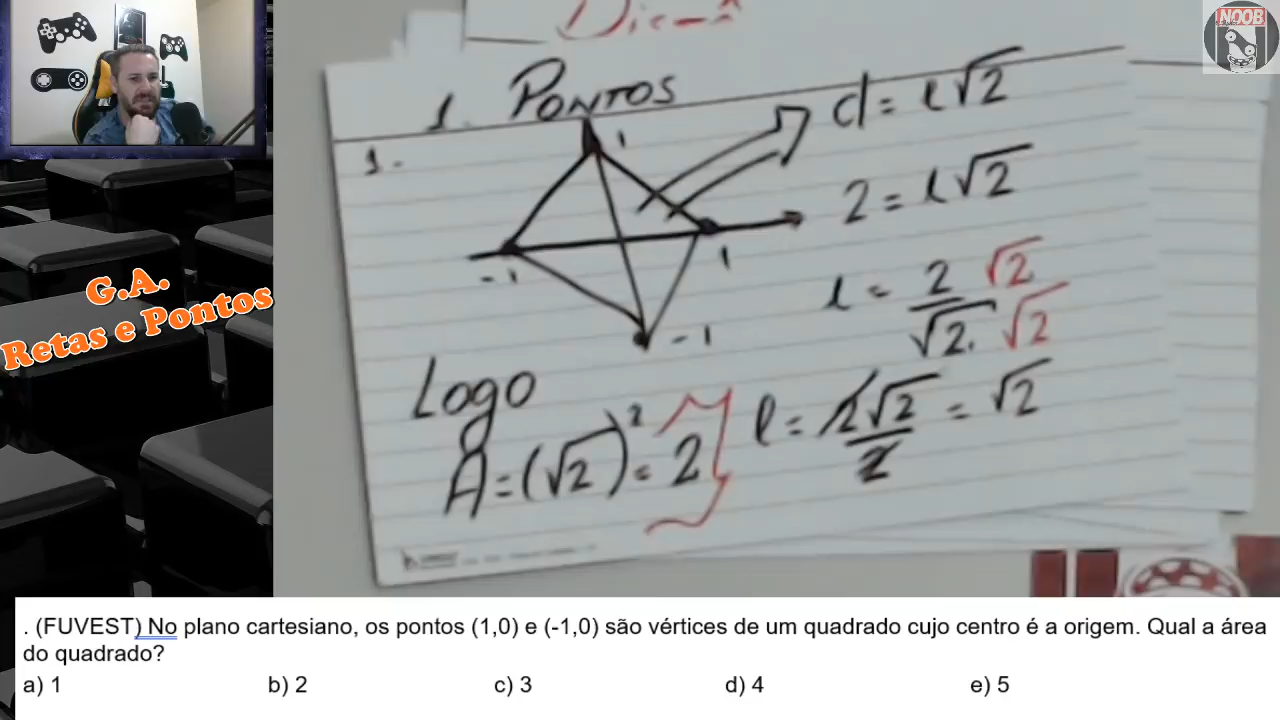 NOOB
1. PONTOS
1.
1
-1
1
-1
d = l√2
2 = l√2
l = 2 √2
√2 . √2
l = 2√2 = √2
2
Logo
A = (√2)² = 2
G.A.
Retas e Pontos
. (FUVEST) No plano cartesiano, os pontos (1,0) e (-1,0) são vértices de um quadrado cujo centro é a origem. Qual a área
do quadrado?
a) 1 b) 2 c) 3 d) 4 e) 5